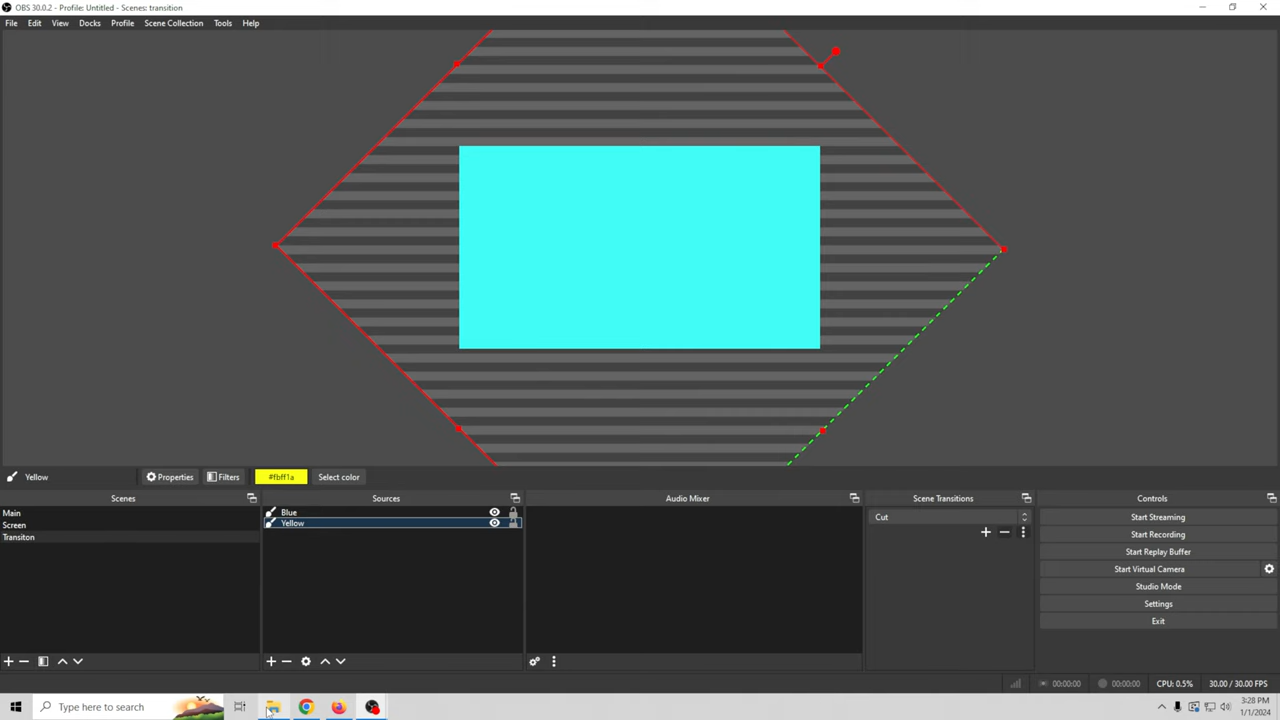 OBS 30.0.2 - Profile: Untitled - Scenes: transition
File Edit View Docks Profile Scene Collection Tools Help
Yellow Properties Filters #fbff1a Select color
Scenes Sources Audio Mixer Scene Transitions Controls
Main
Screen
Transiton
Blue
Yellow
Cut
Start Streaming
Start Recording
Start Replay Buffer
Start Virtual Camera
Studio Mode
Settings
Exit
00:00:00 00:00:00 CPU: 0.5% 30.00 / 30.00 FPS
Type here to search
3:28 PM
1/1/2024